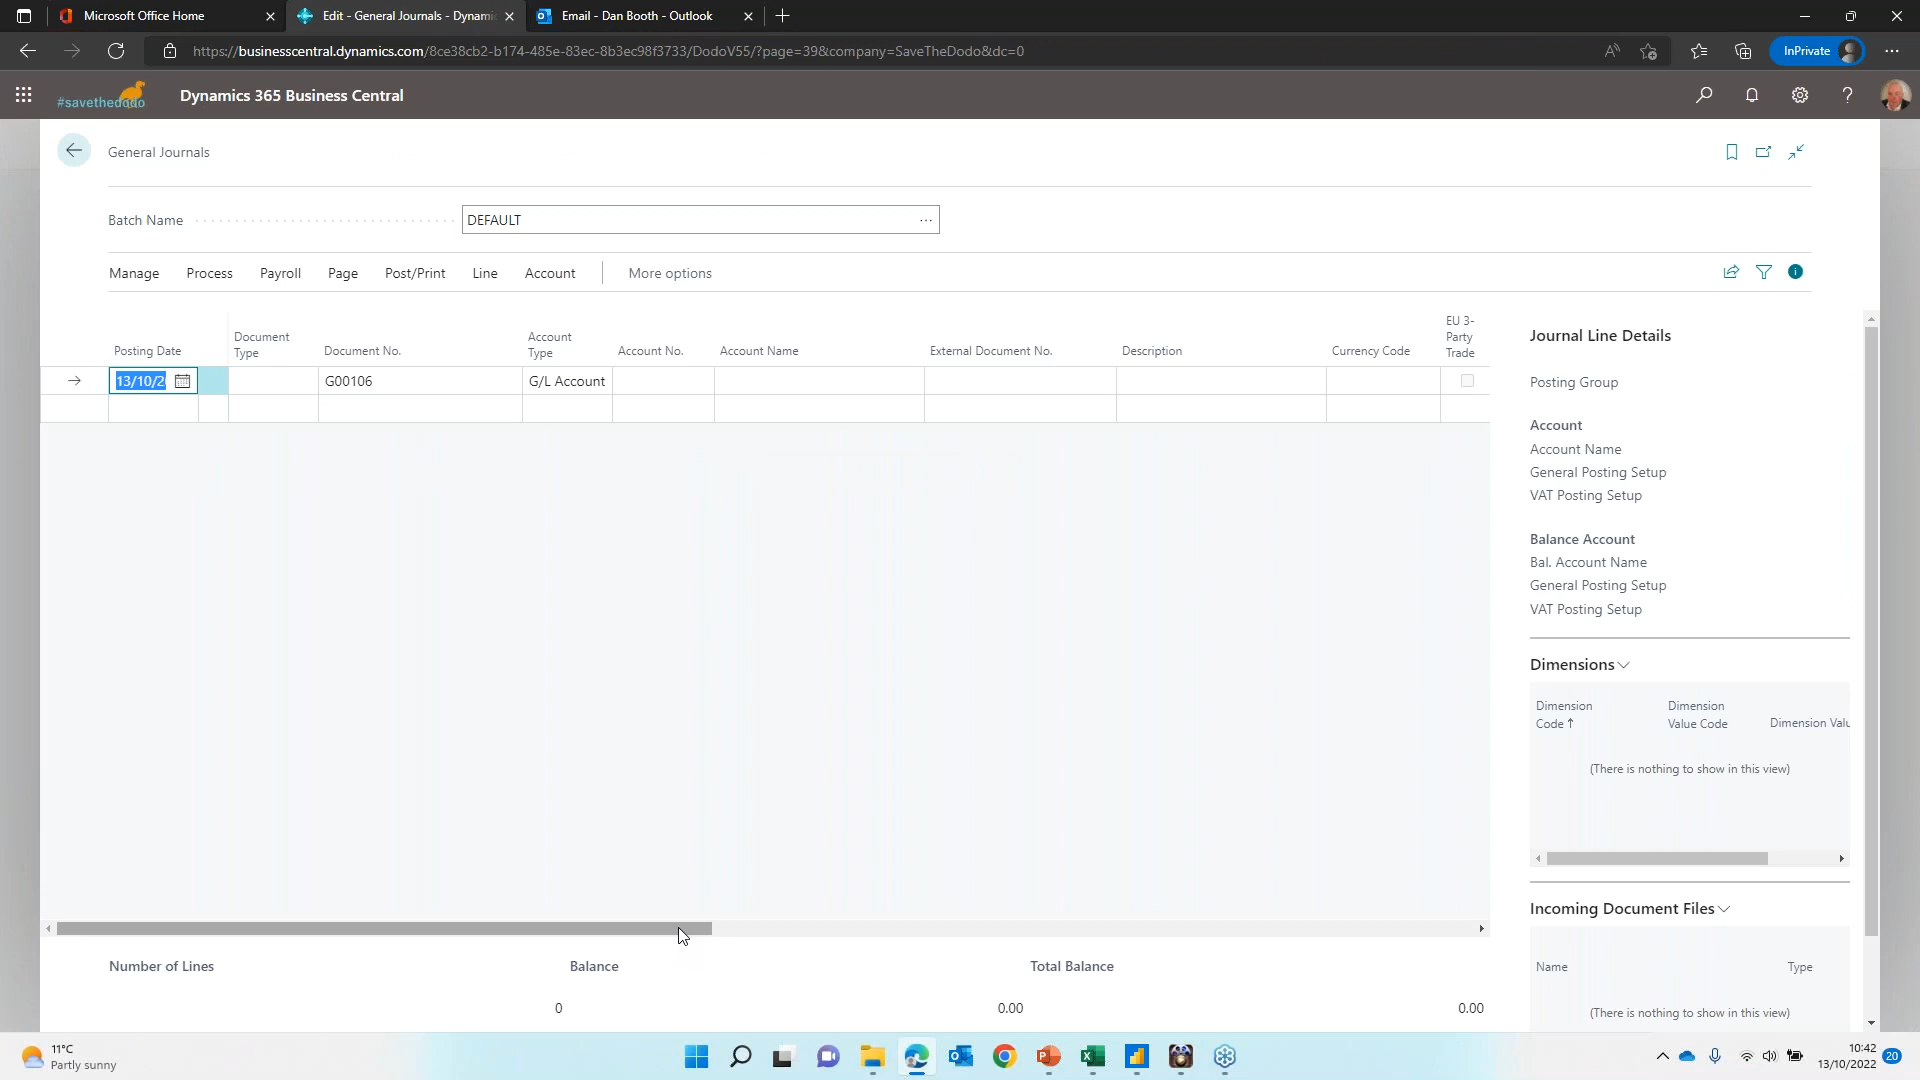 Microsoft Office Home
Edit - General Journals - Dynami
Email - Dan Booth - Outlook
https://businesscentral.dynamics.com/8ce38cb2-b174-485e-83ec-8b3ec98f3733/DodoV55/?page=39&company=SaveTheDodo&dc=0
InPrivate
#savethedodo
Dynamics 365 Business Central
General Journals
Batch Name
DEFAULT
Manage
Process
Payroll
Page
Post/Print
Line
Account
More options
Posting Date
Document Type
Document No.
Account Type
Account No.
Account Name
External Document No.
Description
Currency Code
EU 3-Party Trade
13/10/2
G00106
G/L Account
Number of Lines
Balance
Total Balance
0
0.00
0.00
Journal Line Details
Posting Group
Account
Account Name
General Posting Setup
VAT Posting Setup
Balance Account
Bal. Account Name
General Posting Setup
VAT Posting Setup
Dimensions
Dimension Code
Dimension Value Code
Dimension Valu
(There is nothing to show in this view)
Incoming Document Files
Name
Type
(There is nothing to show in this view)
11°C
Partly sunny
10:42
13/10/2022
20